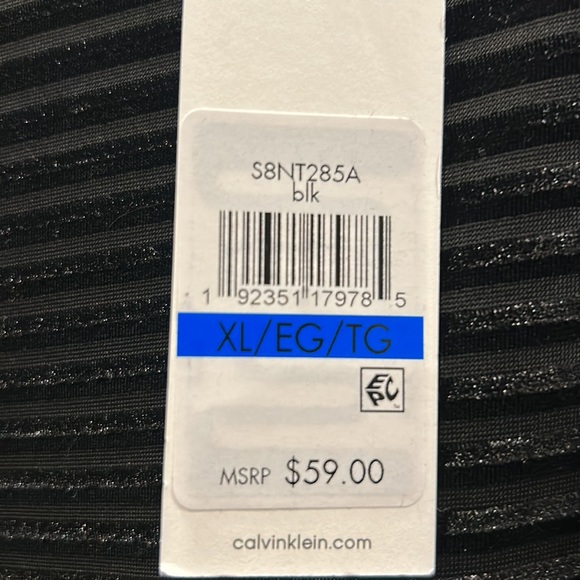 S8NT285A
blk
1 92351 17978 5
XL/EG/TG
EPC
MSRP $59.00
calvinklein.com